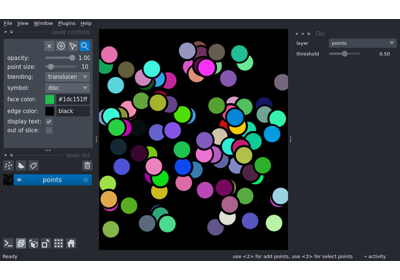 File View Window Plugins Help
layer controls
opacity: 1.00
point size: 10
blending: translucen
symbol: disc
face color: #1dc151ff
edge color: black
display text:
out of slice:
layer list
points
layer points
threshold 0.50
Ready
use <2> for add points, use <3> for select points
activity